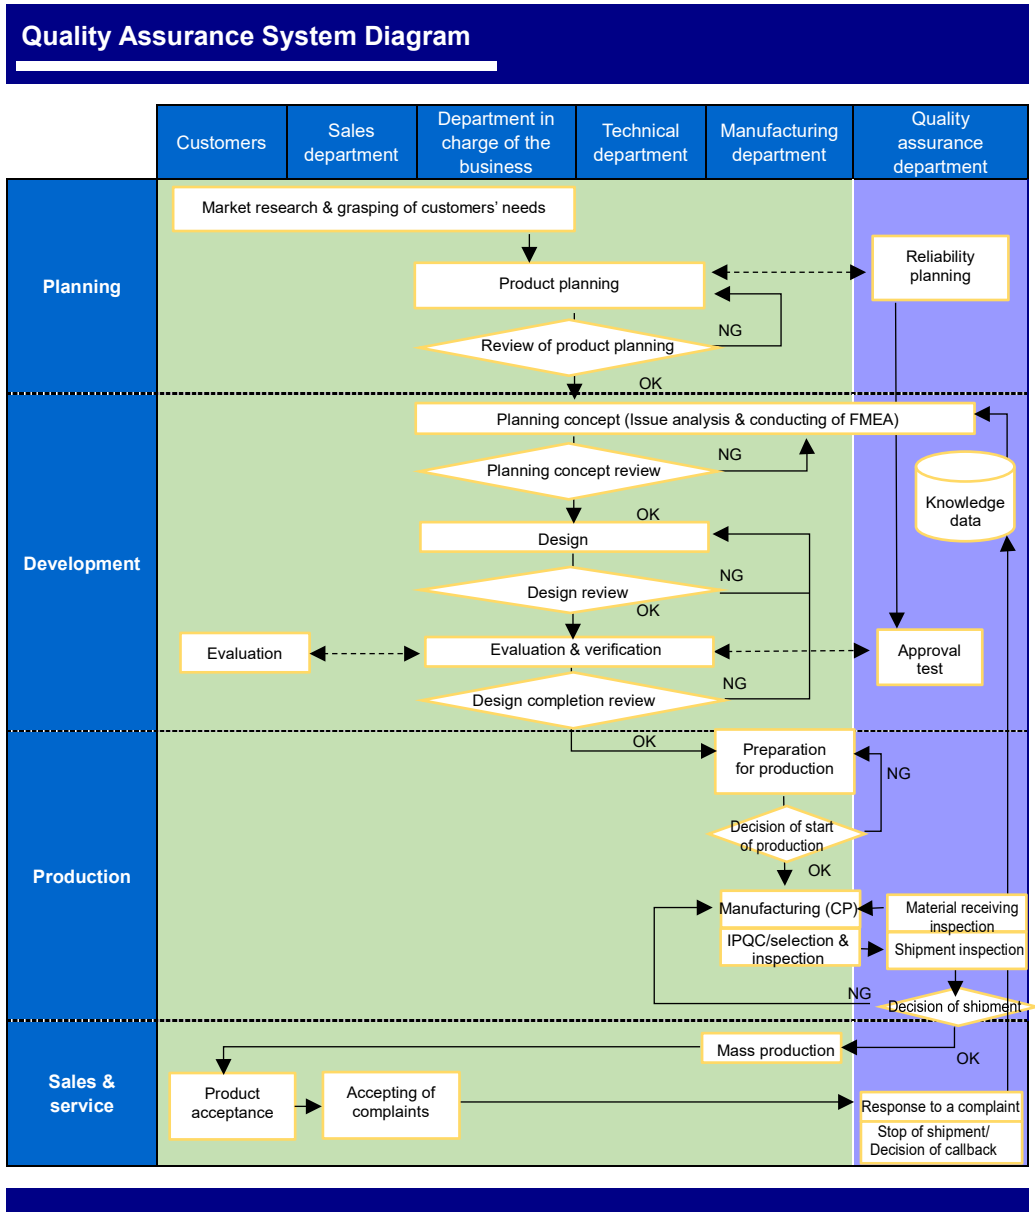 Quality Assurance System Diagram
Customers
Sales
department
Department in
charge of the
business
Technical
department
Manufacturing
department
Quality
assurance
department
Planning
Market research & grasping of customers’ needs
Product planning
Reliability
planning
NG
Review of product planning
OK
Development
Planning concept (Issue analysis & conducting of FMEA)
NG
Planning concept review
Knowledge
data
OK
Design
NG
Design review
OK
Evaluation
Evaluation & verification
Approval
test
NG
Design completion review
Production
OK
Preparation
for production
NG
Decision of start
of production
OK
Manufacturing (CP)
Material receiving
inspection
IPQC/selection &
inspection
Shipment inspection
NG
Decision of shipment
Sales &
service
Mass production
OK
Product
acceptance
Accepting of
complaints
Response to a complaint
Stop of shipment/
Decision of callback